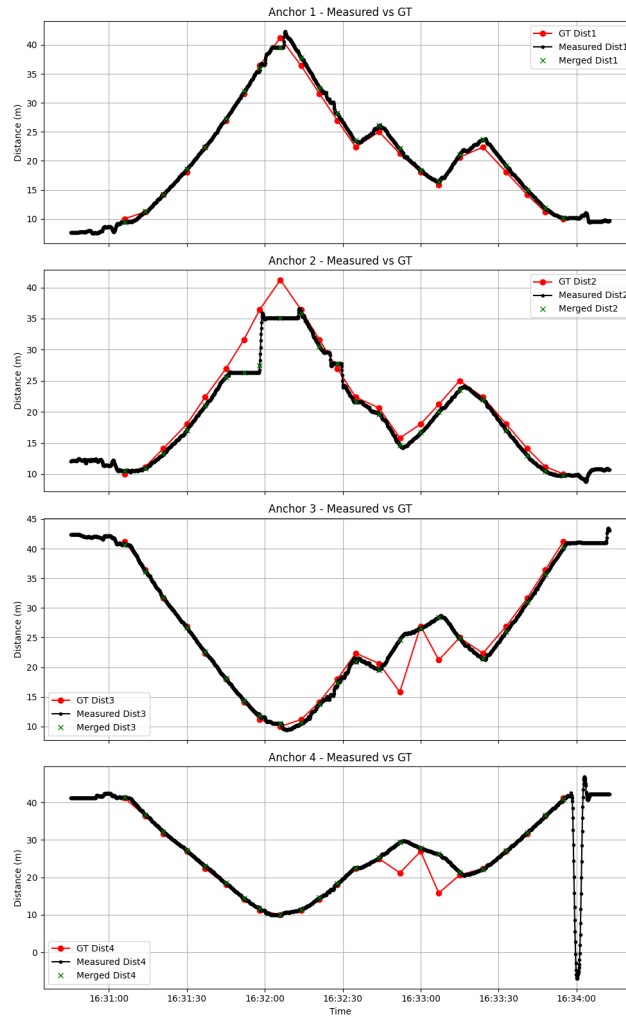 Anchor 1 - Measured vs GT
40
35
30
25
20
15
10
Distance (m)
GT Dist1
Measured Dist1
Merged Dist1
Anchor 2 - Measured vs GT
40
35
30
25
20
15
10
Distance (m)
GT Dist2
Measured Dist2
Merged Dist2
Anchor 3 - Measured vs GT
45
40
35
30
25
20
15
10
Distance (m)
GT Dist3
Measured Dist3
Merged Dist3
Anchor 4 - Measured vs GT
40
30
20
10
0
Distance (m)
GT Dist4
Measured Dist4
Merged Dist4
16:31:00 16:31:30 16:32:00 16:32:30 16:33:00 16:33:30 16:34:00
Time